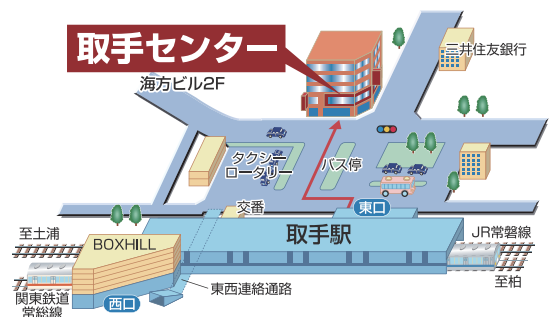 取手センター
海方ビル2F
三井住友銀行
タクシー
ロータリー
バス停
交番
東口
取手駅
至土浦
BOXHILL
JR常磐線
至柏
関東鉄道
常総線
西口
東西連絡通路